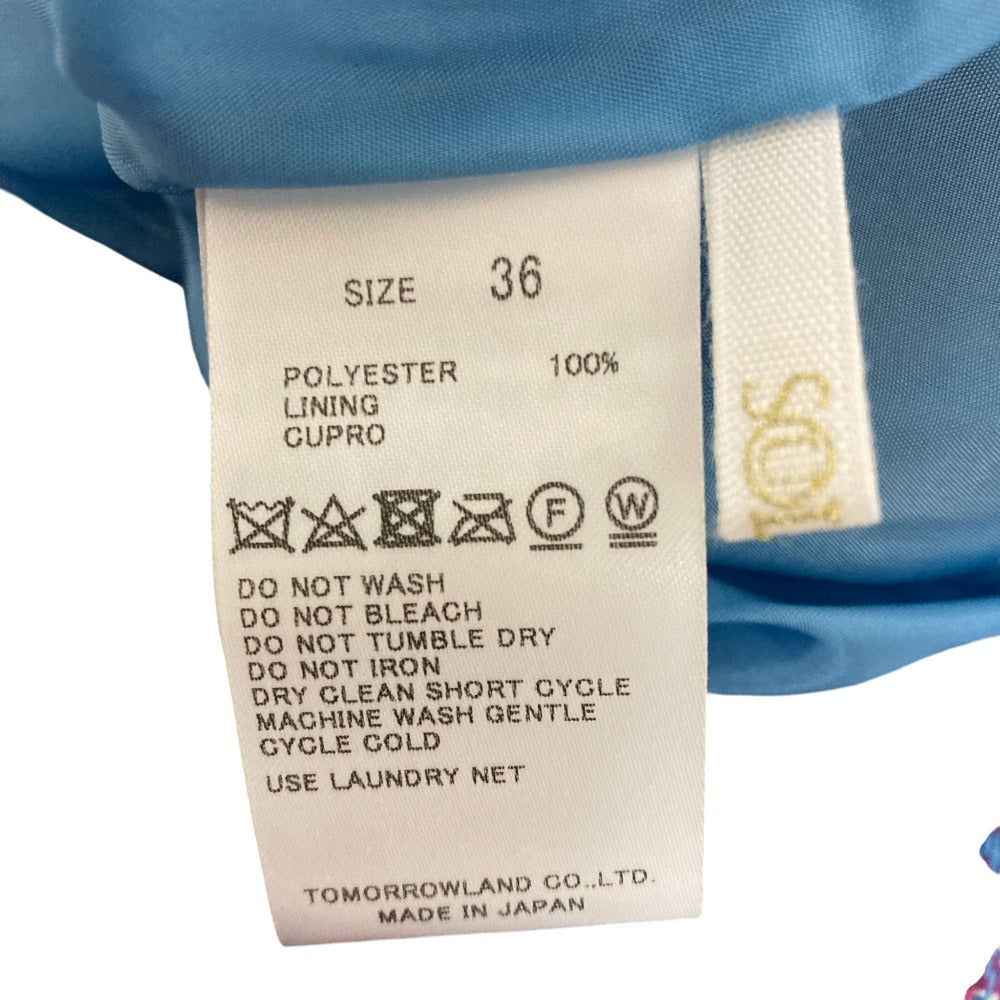 SIZE 36
POLYESTER 100%
LINING
CUPRO
F W
DO NOT WASH
DO NOT BLEACH
DO NOT TUMBLE DRY
DO NOT IRON
DRY CLEAN SHORT CYCLE
MACHINE WASH GENTLE
CYCLE COLD
USE LAUNDRY NET
TOMORROWLAND CO.,LTD.
MADE IN JAPAN